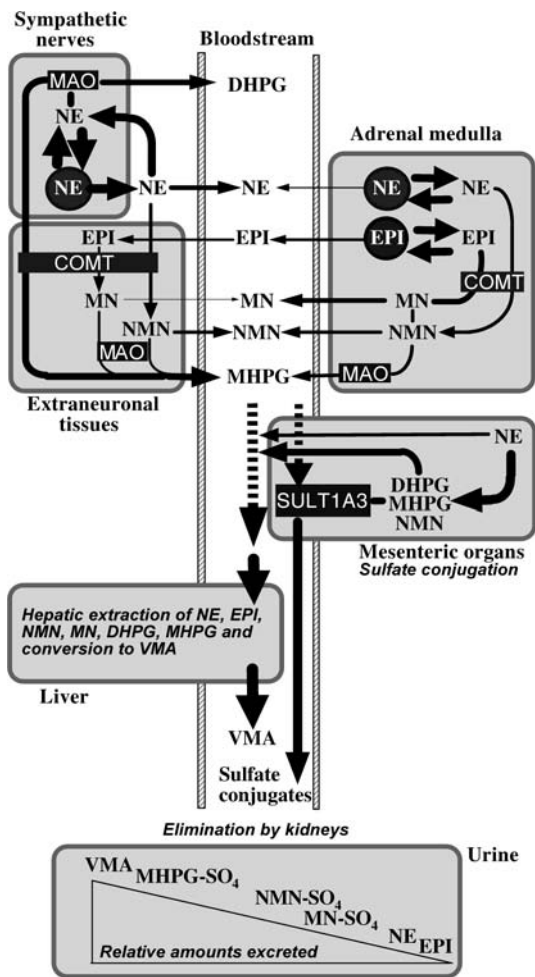 Sympathetic
nerves
Bloodstream
MAO
DHPG
NE
Adrenal medulla
NE
NE
NE
NE
NE
EPI
EPI
EPI
EPI
COMT
COMT
MN
MN
MN
NMN
NMN
NMN
MAO
MHPG
MAO
Extraneuronal
tissues
NE
DHPG
SULT1A3
MHPG
NMN
Mesenteric organs
Sulfate conjugation
Hepatic extraction of NE, EPI,
NMN, MN, DHPG, MHPG and
conversion to VMA
Liver
VMA
Sulfate
conjugates
Elimination by kidneys
Urine
VMA
MHPG-SO₄
NMN-SO₄
MN-SO₄
NE
EPI
Relative amounts excreted